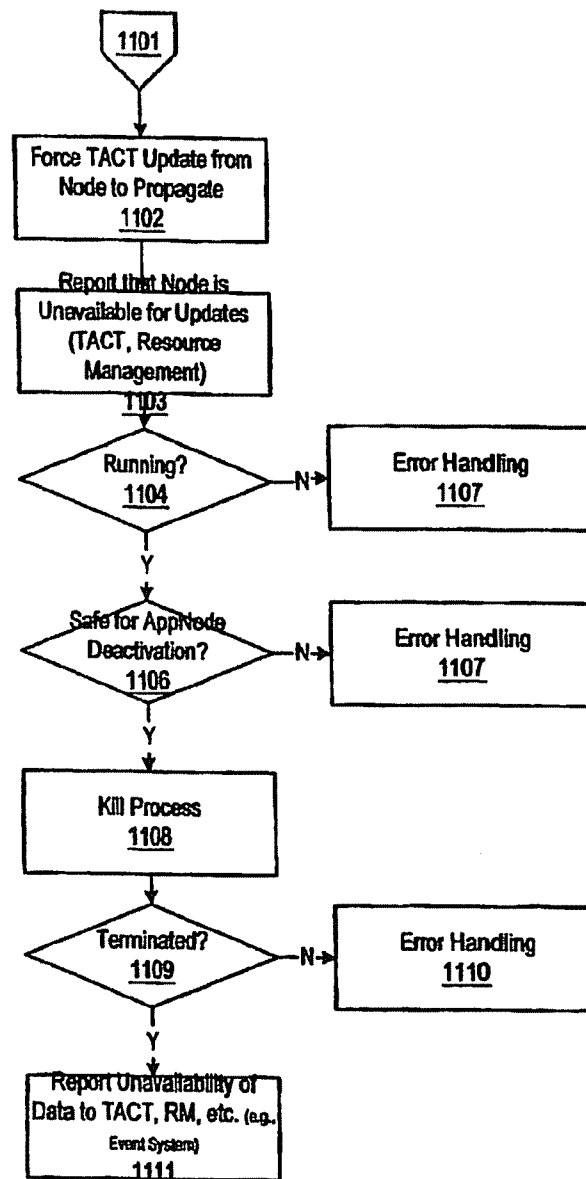 1101
Force TACT Update from
Node to Propagate
1102
Report that Node is
Unavailable for Updates
(TACT, Resource
Management)
1103
Running?
1104
N
Error Handling
1107
Y
Safe for AppNode
Deactivation?
1106
N
Error Handling
1107
Y
Kill Process
1108
Terminated?
1109
N
Error Handling
1110
Y
Report Unavailability of
Data to TACT, RM, etc. (e.g.,
Event System)
1111